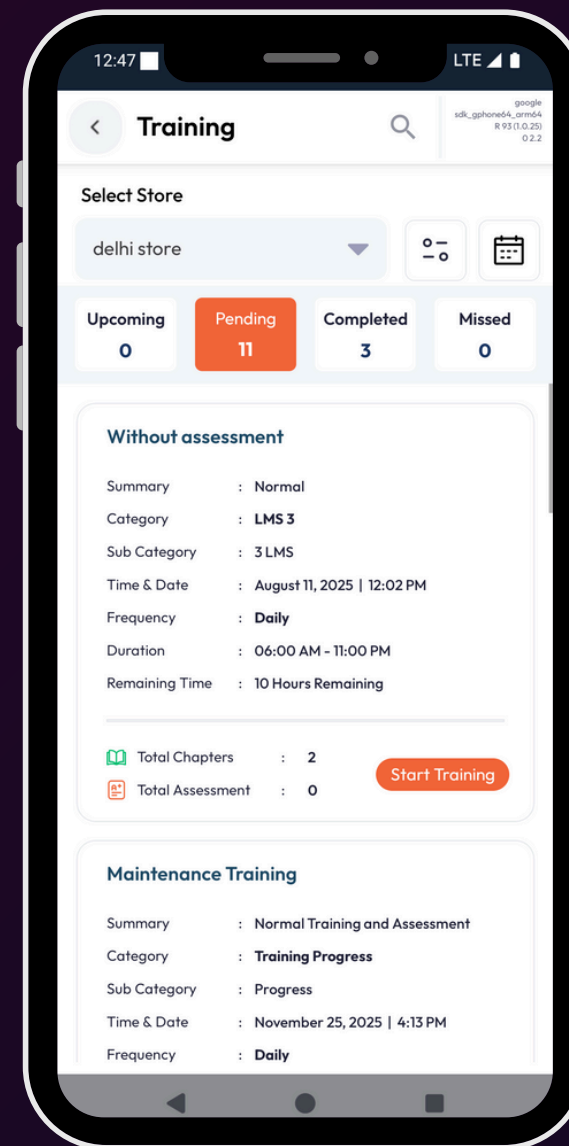 12:47 LTE
Training
google
sdk_gphone64_arm64
R 93 (1.0.25)
0 2.2
Select Store
delhi store
Upcoming Pending Completed Missed
0 11 3 0
Without assessment
Summary : Normal
Category : LMS 3
Sub Category : 3 LMS
Time & Date : August 11, 2025 | 12:02 PM
Frequency : Daily
Duration : 06:00 AM - 11:00 PM
Remaining Time : 10 Hours Remaining
Total Chapters : 2
Start Training
Total Assessment : 0
Maintenance Training
Summary : Normal Training and Assessment
Category : Training Progress
Sub Category : Progress
Time & Date : November 25, 2025 | 4:13 PM
Frequency : Daily